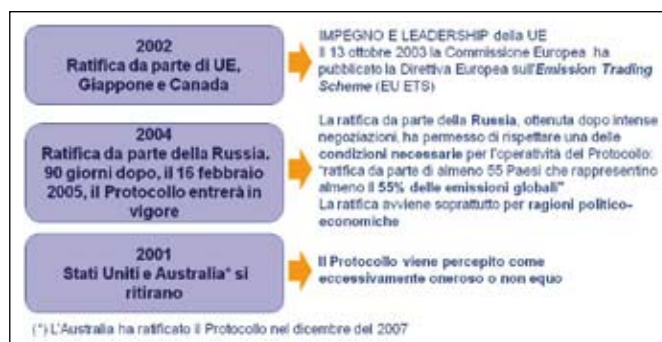 2002
Ratifica da parte di UE,
Giappone e Canada
IMPEGNO E LEADERSHIP della UE
Il 13 ottobre 2003 la Commissione Europea ha
pubblicato la Direttiva Europea sull'Emission Trading
Scheme (EU ETS)
2004
Ratifica da parte della Russia.
90 giorni dopo, il 16 febbraio
2005, il Protocollo entrerà in
vigore
La ratifica da parte della Russia, ottenuta dopo intense
negoziazioni, ha permesso di rispettare una delle
condizioni necessarie per l'operatività del Protocollo:
"ratifica da parte di almeno 55 Paesi che rappresentino
almeno il 55% delle emissioni globali"
La ratifica avviene soprattutto per ragioni politico-
economiche
2001
Stati Uniti e Australia* si
ritirano
Il Protocollo viene percepito come
eccessivamente oneroso o non equo
(*) L'Australia ha ratificato il Protocollo nel dicembre del 2007